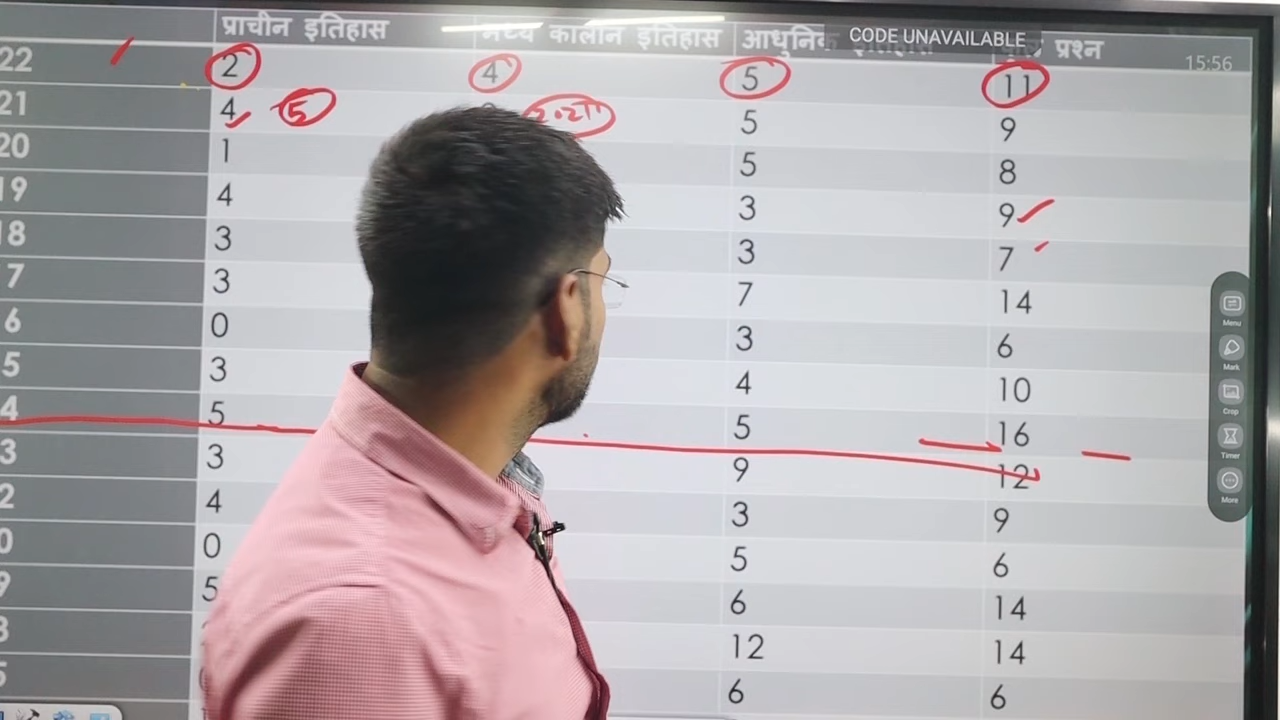 प्राचीन इतिहास मध्य कालीन इतिहास आधुनिक CODE UNAVAILABLE प्रश्न
15:56
22 2 4 5 11
21 4 5 5 9
20 1 5 8
19 4 3 9
18 3 3 7
7 3 7 14
6 0 3 6
5 3 4 10
4 5 5 16
3 3 9 12
2 4 3 9
0 0 5 6
9 5 6 14
3 12 14
5 6 6
Menu
Mark
Crop
Timer
More